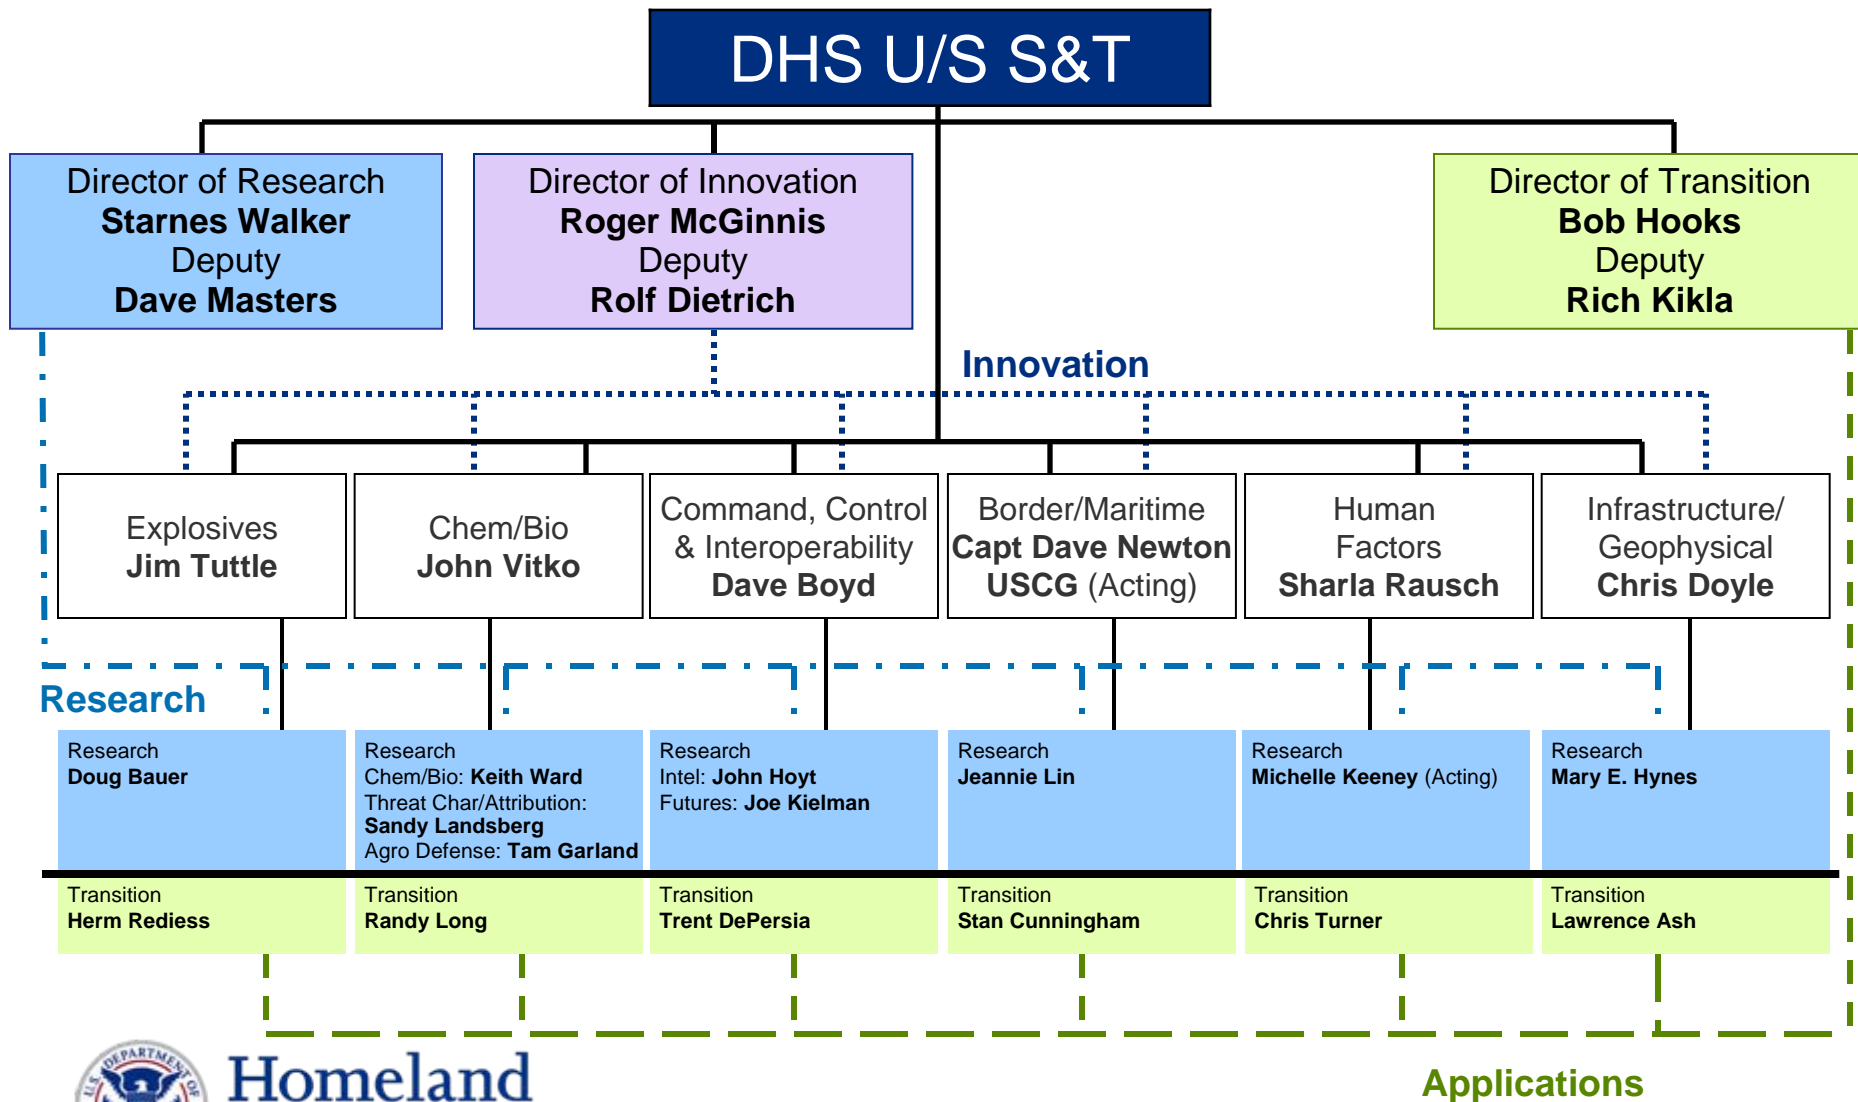 DHS U/S S&T
Director of Research
Starnes Walker
Deputy
Dave Masters
Director of Innovation
Roger McGinnis
Deputy
Rolf Dietrich
Director of Transition
Bob Hooks
Deputy
Rich Kikla
Innovation
Explosives
Jim Tuttle
Chem/Bio
John Vitko
Command, Control
& Interoperability
Dave Boyd
Border/Maritime
Capt Dave Newton
USCG (Acting)
Human
Factors
Sharla Rausch
Infrastructure/
Geophysical
Chris Doyle
Research
Research
Doug Bauer
Research
Chem/Bio: Keith Ward
Threat Char/Attribution:
Sandy Landsberg
Agro Defense: Tam Garland
Research
Intel: John Hoyt
Futures: Joe Kielman
Research
Jeannie Lin
Research
Michelle Keeney (Acting)
Research
Mary E. Hynes
Transition
Herm Rediess
Transition
Randy Long
Transition
Trent DePersia
Transition
Stan Cunningham
Transition
Chris Turner
Transition
Lawrence Ash
U.S. DEPARTMENT OF
Homeland
Applications